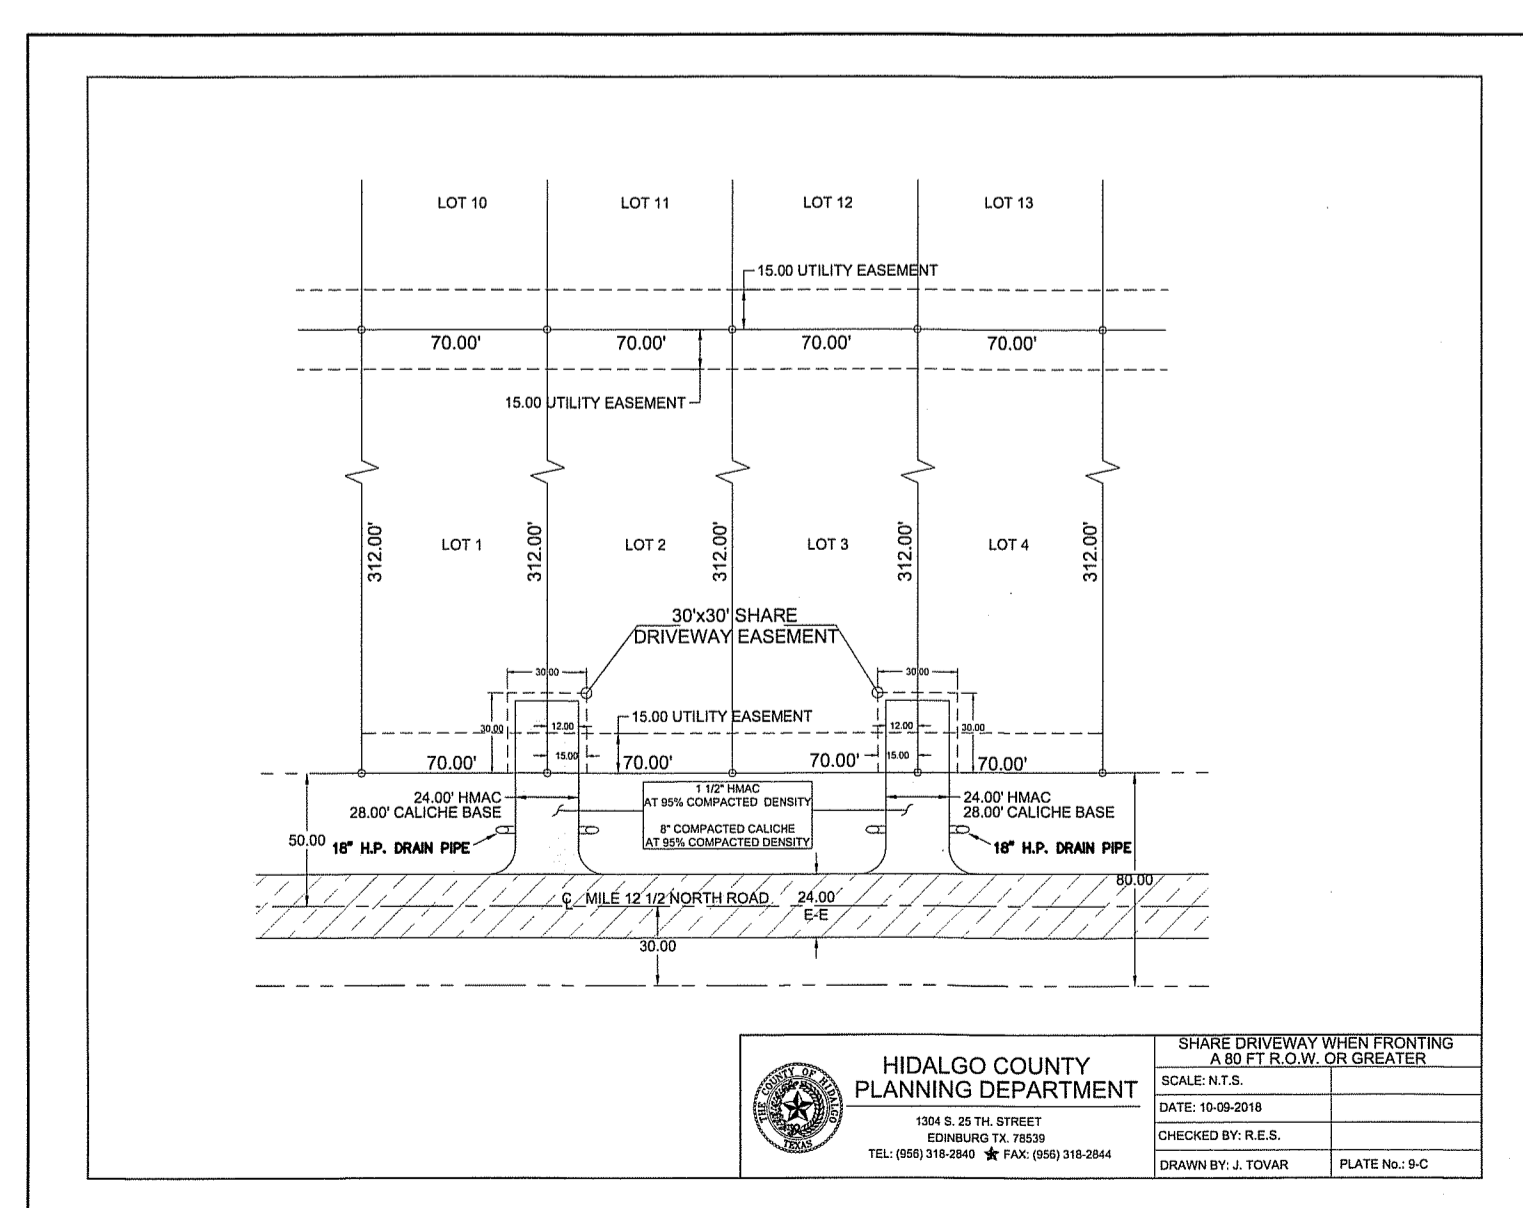 LOT 10
LOT 11
LOT 12
LOT 13
15.00 UTILITY EASEMENT
70.00'
70.00'
70.00'
70.00'
15.00 UTILITY EASEMENT
312.00'
312.00'
312.00'
312.00'
312.00'
LOT 1
LOT 2
LOT 3
LOT 4
30'x30' SHARE
DRIVEWAY EASEMENT
30.00
30.00
30.00
12.00
15.00 UTILITY EASEMENT
12.00
30.00
70.00'
15.00
70.00'
70.00'
15.00
70.00'
24.00' HMAC
28.00' CALICHE BASE
1 1/2" HMAC
AT 95% COMPACTED DENSITY
8" COMPACTED CALICHE
AT 95% COMPACTED DENSITY
24.00' HMAC
28.00' CALICHE BASE
50.00
18" H.P. DRAIN PIPE
18" H.P. DRAIN PIPE
80.00
CL MILE 12 1/2 NORTH ROAD
24.00
E-E
30.00
HIDALGO COUNTY
PLANNING DEPARTMENT
1304 S. 25 TH. STREET
EDINBURG TX. 78539
TEL: (956) 318-2840 ★ FAX: (956) 318-2844
THE COUNTY OF HIDALGO
TEXAS
SHARE DRIVEWAY WHEN FRONTING
A 80 FT R.O.W. OR GREATER
SCALE: N.T.S.
DATE: 10-09-2018
CHECKED BY: R.E.S.
DRAWN BY: J. TOVAR
PLATE No.: 9-C